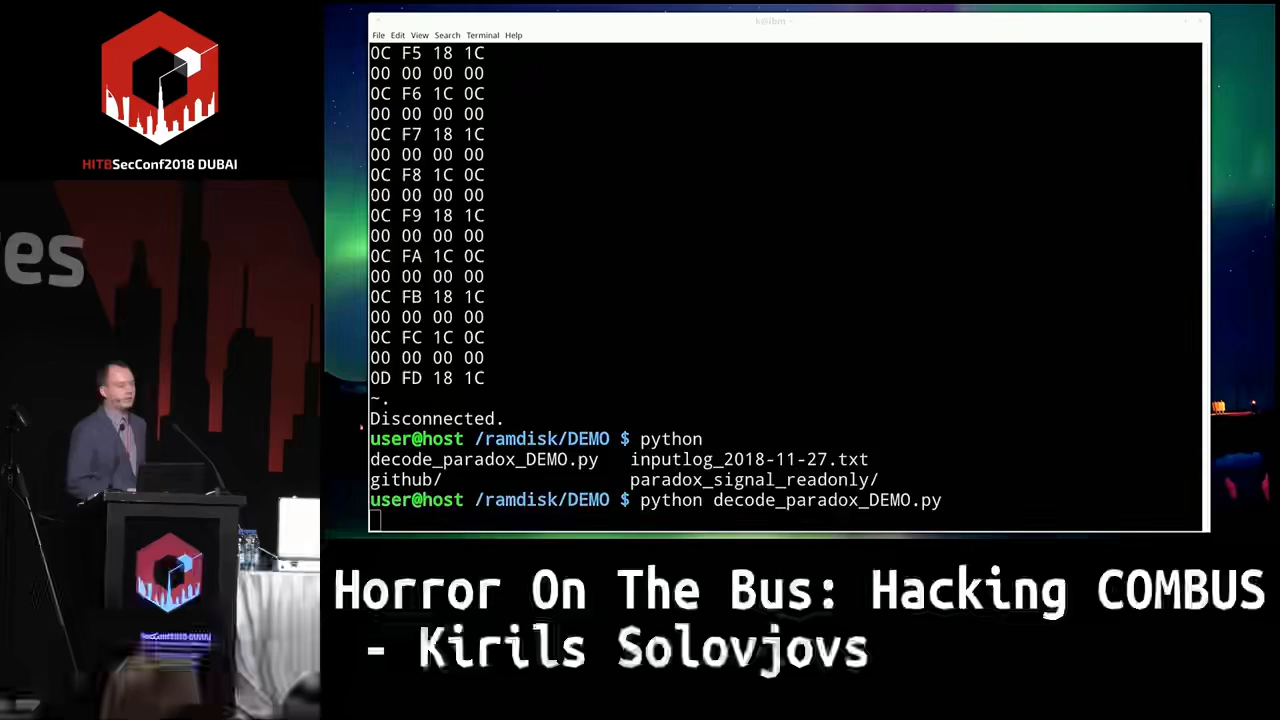 HITBSecConf2018 DUBAI
es
k@ibm ~
File Edit View Search Terminal Help
0C F5 18 1C
00 00 00 00
0C F6 1C 0C
00 00 00 00
0C F7 18 1C
00 00 00 00
0C F8 1C 0C
00 00 00 00
0C F9 18 1C
00 00 00 00
0C FA 1C 0C
00 00 00 00
0C FB 18 1C
00 00 00 00
0C FC 1C 0C
00 00 00 00
0D FD 18 1C
~.
Disconnected.
user@host /ramdisk/DEMO $ python
decode_paradox_DEMO.py inputlog_2018-11-27.txt
github/ paradox_signal_readonly/
user@host /ramdisk/DEMO $ python decode_paradox_DEMO.py
Horror On The Bus: Hacking COMBUS
- Kirils Solovjovs